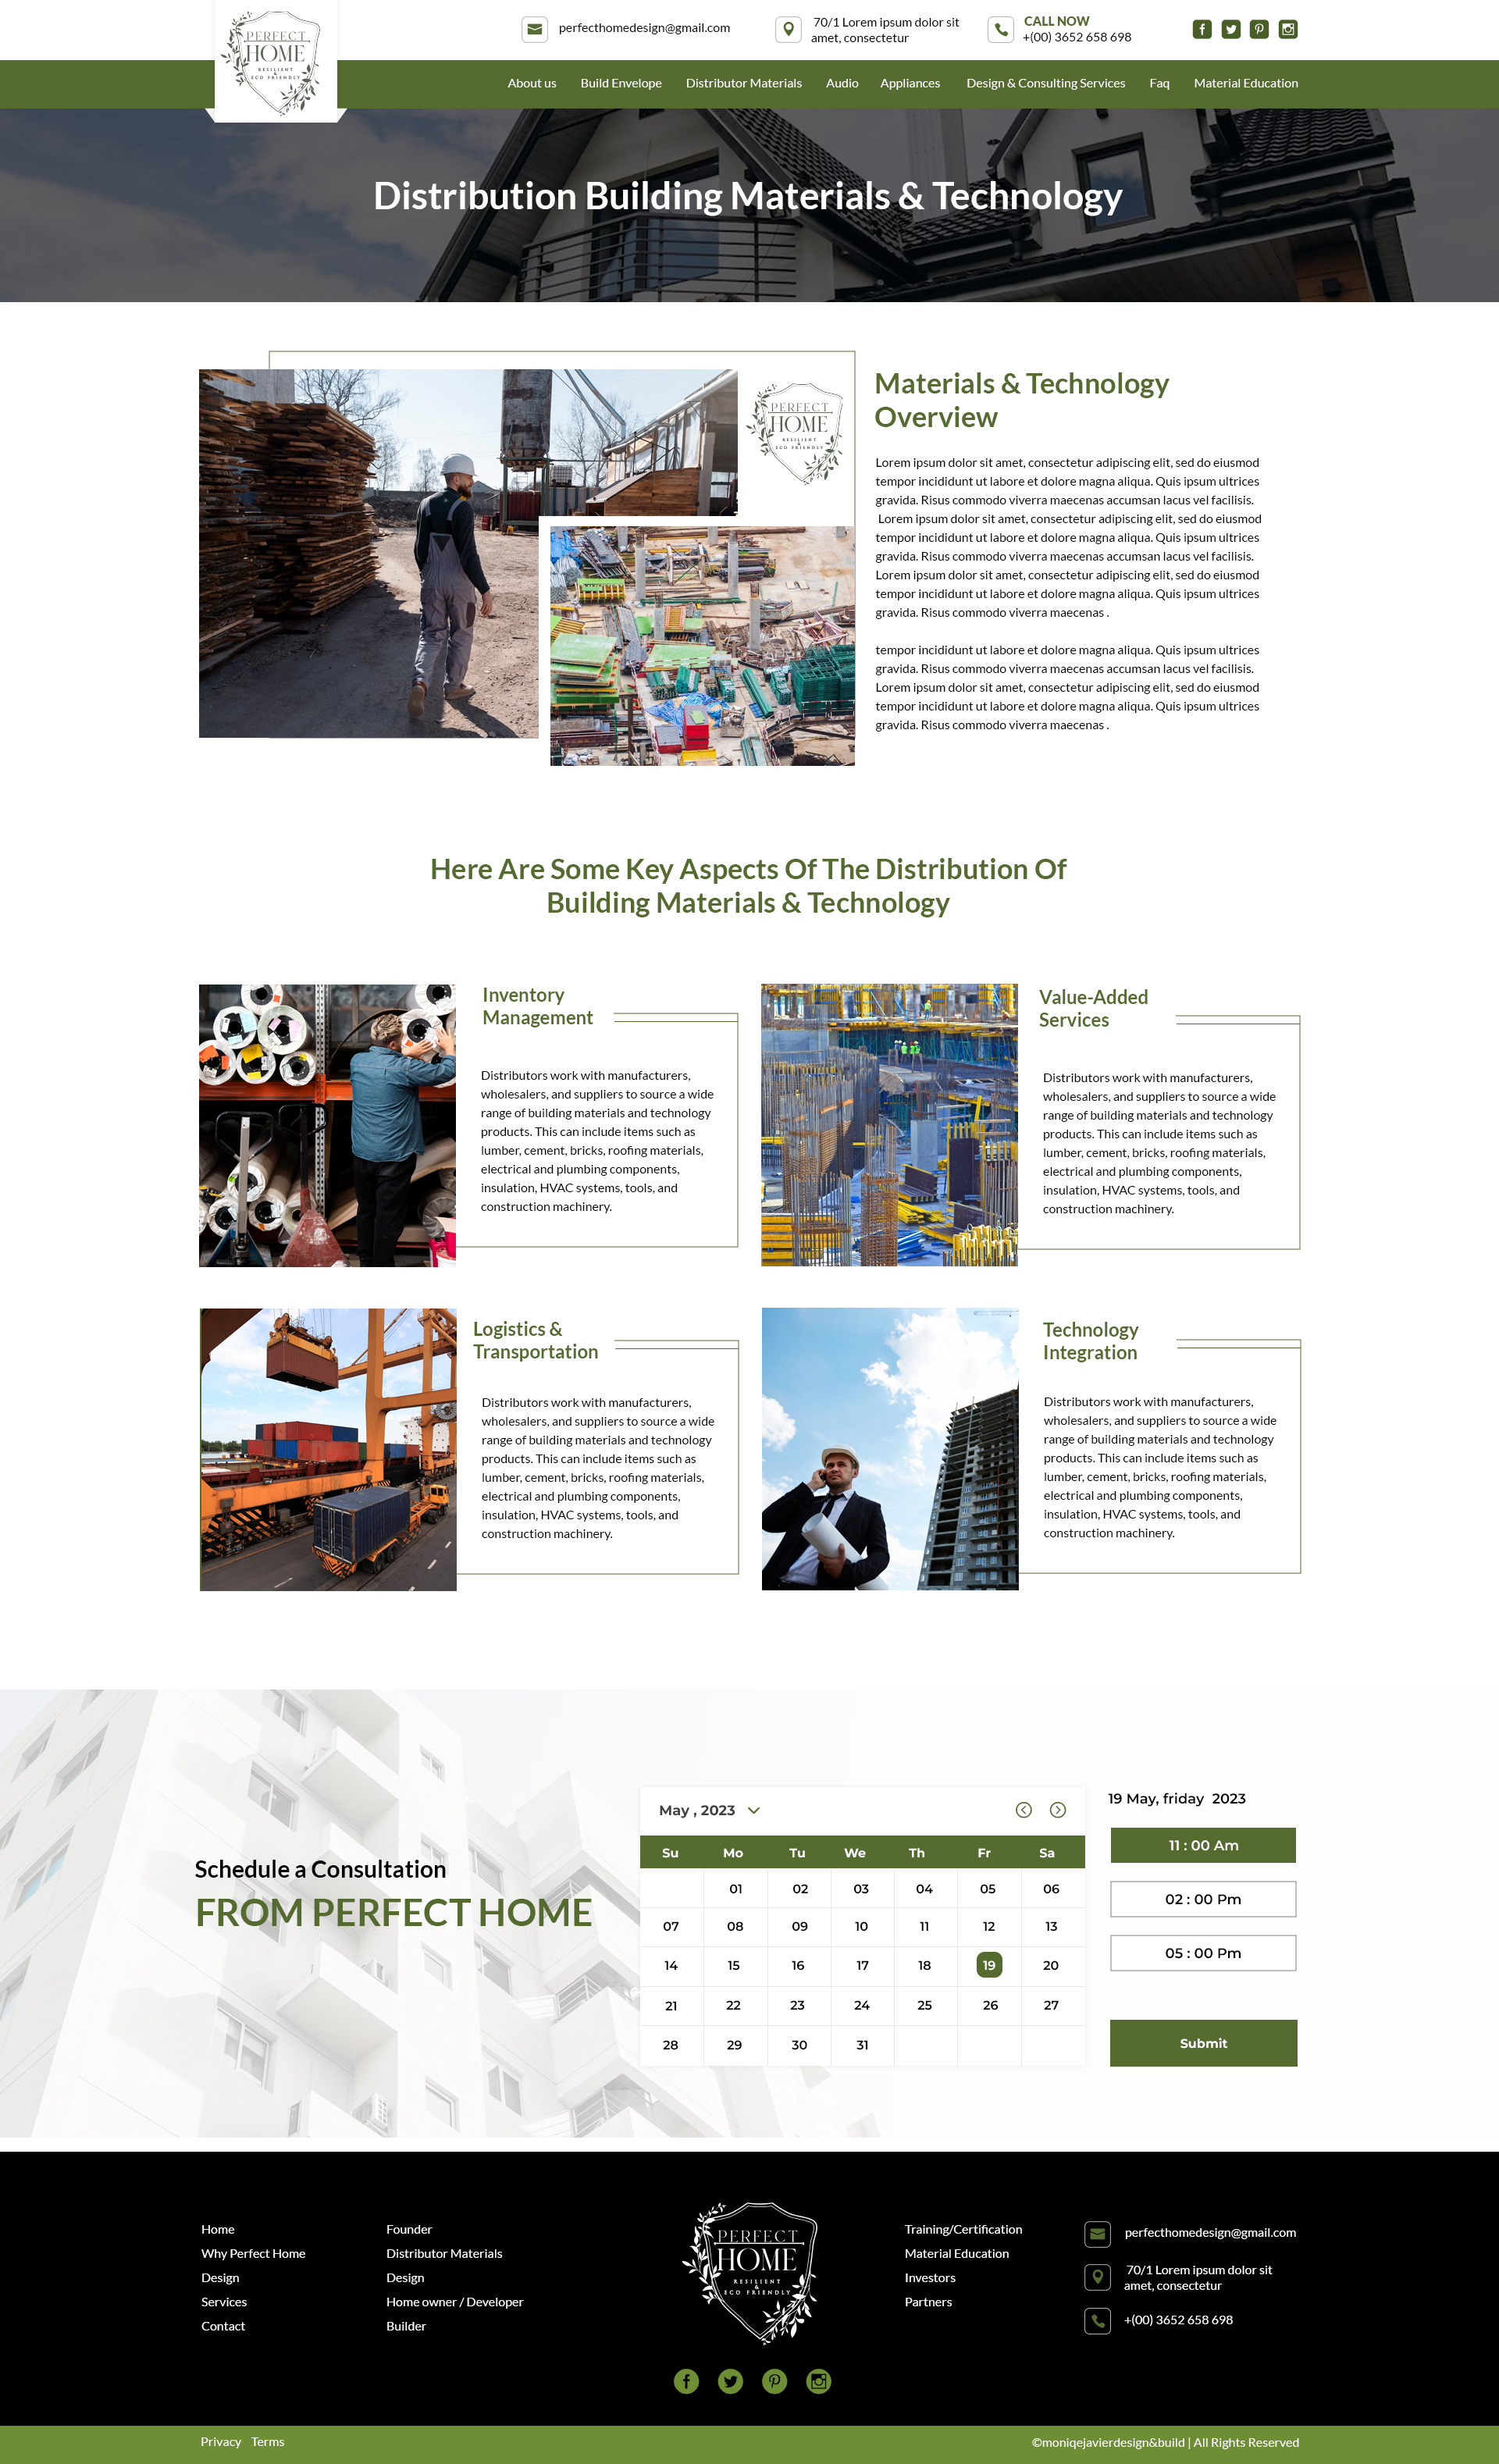 PERFECT
HOME
RESILIENT
&
ECO FRIENDLY
perfecthomedesign@gmail.com
70/1 Lorem ipsum dolor sit
amet, consectetur
CALL NOW
+(00) 3652 658 698
About us Build Envelope Distributor Materials Audio Appliances Design & Consulting Services Faq Material Education
Distribution Building Materials & Technology
PERFECT
HOME
RESILIENT
&
ECO FRIENDLY
Materials & Technology
Overview
Lorem ipsum dolor sit amet, consectetur adipiscing elit, sed do eiusmod
tempor incididunt ut labore et dolore magna aliqua. Quis ipsum ultrices
gravida. Risus commodo viverra maecenas accumsan lacus vel facilisis.
Lorem ipsum dolor sit amet, consectetur adipiscing elit, sed do eiusmod
tempor incididunt ut labore et dolore magna aliqua. Quis ipsum ultrices
gravida. Risus commodo viverra maecenas accumsan lacus vel facilisis.
Lorem ipsum dolor sit amet, consectetur adipiscing elit, sed do eiusmod
tempor incididunt ut labore et dolore magna aliqua. Quis ipsum ultrices
gravida. Risus commodo viverra maecenas .
tempor incididunt ut labore et dolore magna aliqua. Quis ipsum ultrices
gravida. Risus commodo viverra maecenas accumsan lacus vel facilisis.
Lorem ipsum dolor sit amet, consectetur adipiscing elit, sed do eiusmod
tempor incididunt ut labore et dolore magna aliqua. Quis ipsum ultrices
gravida. Risus commodo viverra maecenas .
Here Are Some Key Aspects Of The Distribution Of
Building Materials & Technology
Inventory
Management
Distributors work with manufacturers,
wholesalers, and suppliers to source a wide
range of building materials and technology
products. This can include items such as
lumber, cement, bricks, roofing materials,
electrical and plumbing components,
insulation, HVAC systems, tools, and
construction machinery.
Value-Added
Services
Distributors work with manufacturers,
wholesalers, and suppliers to source a wide
range of building materials and technology
products. This can include items such as
lumber, cement, bricks, roofing materials,
electrical and plumbing components,
insulation, HVAC systems, tools, and
construction machinery.
Logistics &
Transportation
Distributors work with manufacturers,
wholesalers, and suppliers to source a wide
range of building materials and technology
products. This can include items such as
lumber, cement, bricks, roofing materials,
electrical and plumbing components,
insulation, HVAC systems, tools, and
construction machinery.
Technology
Integration
Distributors work with manufacturers,
wholesalers, and suppliers to source a wide
range of building materials and technology
products. This can include items such as
lumber, cement, bricks, roofing materials,
electrical and plumbing components,
insulation, HVAC systems, tools, and
construction machinery.
Schedule a Consultation
FROM PERFECT HOME
May , 2023
Su Mo Tu We Th Fr Sa
01 02 03 04 05 06
07 08 09 10 11 12 13
14 15 16 17 18 19 20
21 22 23 24 25 26 27
28 29 30 31
19 May, friday 2023
11 : 00 Am
02 : 00 Pm
05 : 00 Pm
Submit
Home
Why Perfect Home
Design
Services
Contact
Founder
Distributor Materials
Design
Home owner / Developer
Builder
PERFECT
HOME
RESILIENT
&
ECO FRIENDLY
Training/Certification
Material Education
Investors
Partners
perfecthomedesign@gmail.com
70/1 Lorem ipsum dolor sit
amet, consectetur
+(00) 3652 658 698
Privacy Terms
©moniqejavierdesign&build | All Rights Reserved